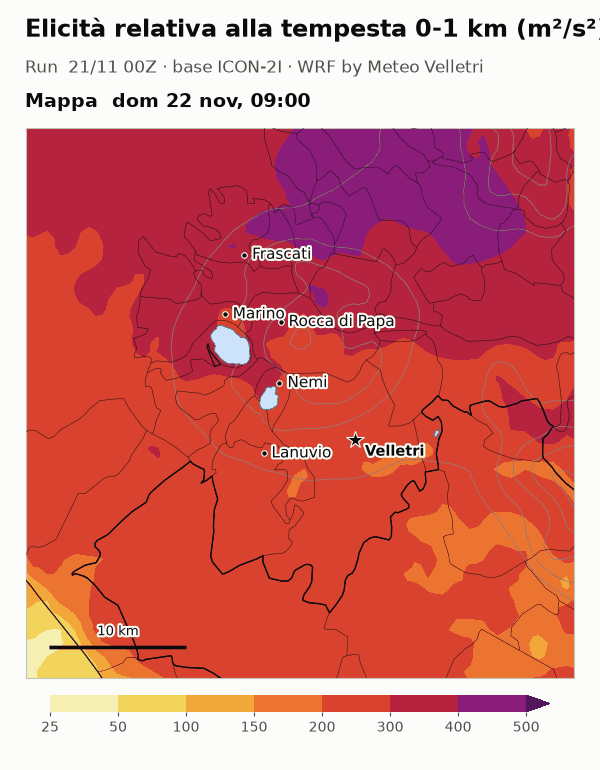 Elicità relativa alla tempesta 0-1 km (m²/s²)
Run  21/11 00Z · base ICON-2I · WRF by Meteo Velletri
Mappa  dom 22 nov, 09:00
Frascati
Marino
Rocca di Papa
Nemi
Velletri
Lanuvio
10 km
25 50 100 150 200 300 400 500